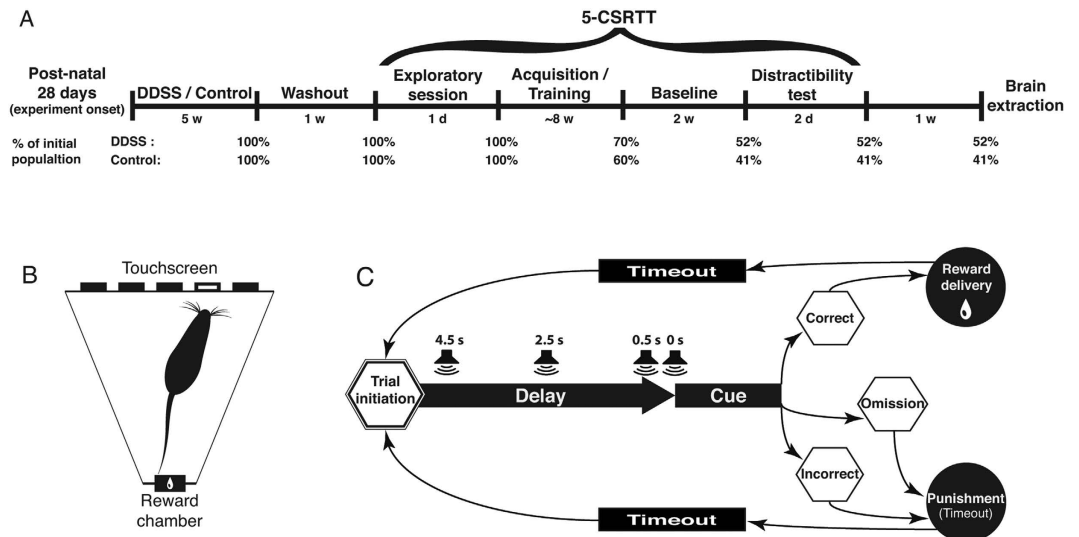 A
5-CSRTT
Post-natal
28 days
(experiment onset)
DDSS / Control
Washout
Exploratory
session
Acquisition /
Training
Baseline
Distractibility
test
Brain
extraction
5 w
1 w
1 d
~8 w
2 w
2 d
1 w
% of initial
populaltion
DDSS :
100%
100%
100%
70%
52%
52%
52%
Control:
100%
100%
100%
60%
41%
41%
41%
B
Touchscreen
Reward
chamber
C
Timeout
Reward
delivery
Correct
4.5 s
2.5 s
0.5 s
0 s
Trial
initiation
Delay
Cue
Omission
Incorrect
Punishment
(Timeout)
Timeout